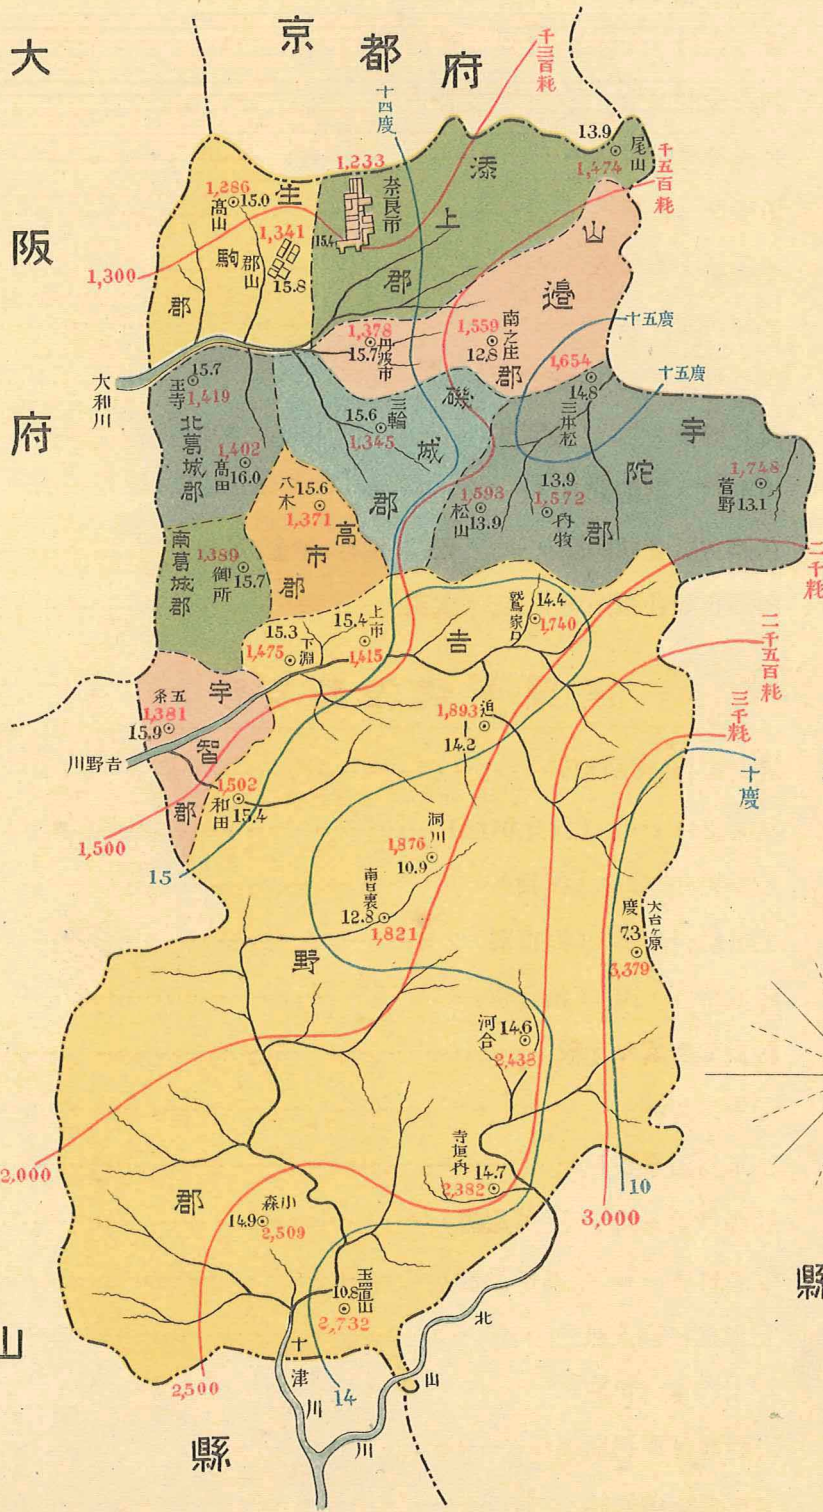 京都府
大阪府
山
縣
縣
千三百粍
十四度
千五百粍
十五度
十五度
二千粍
二千五百粍
三千粍
十度
1,300
1,500
15
2,000
2,500
14
3,000
10
生駒郡
1,286
15.0
高山
1,341
郡山
15.8
添上郡
1,233
奈良市
15.4
13.9
尾山
1,474
山邉郡
1,378
15.7
丹波市
1,559
12.8
南之庄
大和川
15.7
王寺
1,419
北葛城郡
1,402
高田
16.0
磯城郡
15.6
三輪
1,345
宇陀郡
1,654
14.8
三本松
1,593
松山
13.9
13.9
1,572
内牧
1,748
菅野
13.1
高市郡
八木
15.6
1,371
南葛城郡
1,389
御所
15.7
宇智郡
五条
1,381
15.9
吉野川
吉野郡
15.3
下淵
1,475
15.4
上市
1,415
鷲家口
14.4
1,740
1,893
迫
14.2
1,502
和田
15.4
洞川
1,876
10.9
南日裏
12.8
1,821
大台ヶ原
度
7.3
3,379
河合
14.6
2,438
寺垣内
14.7
2,382
小森
14.9
2,509
玉置山
10.8
2,732
十津川
北山川